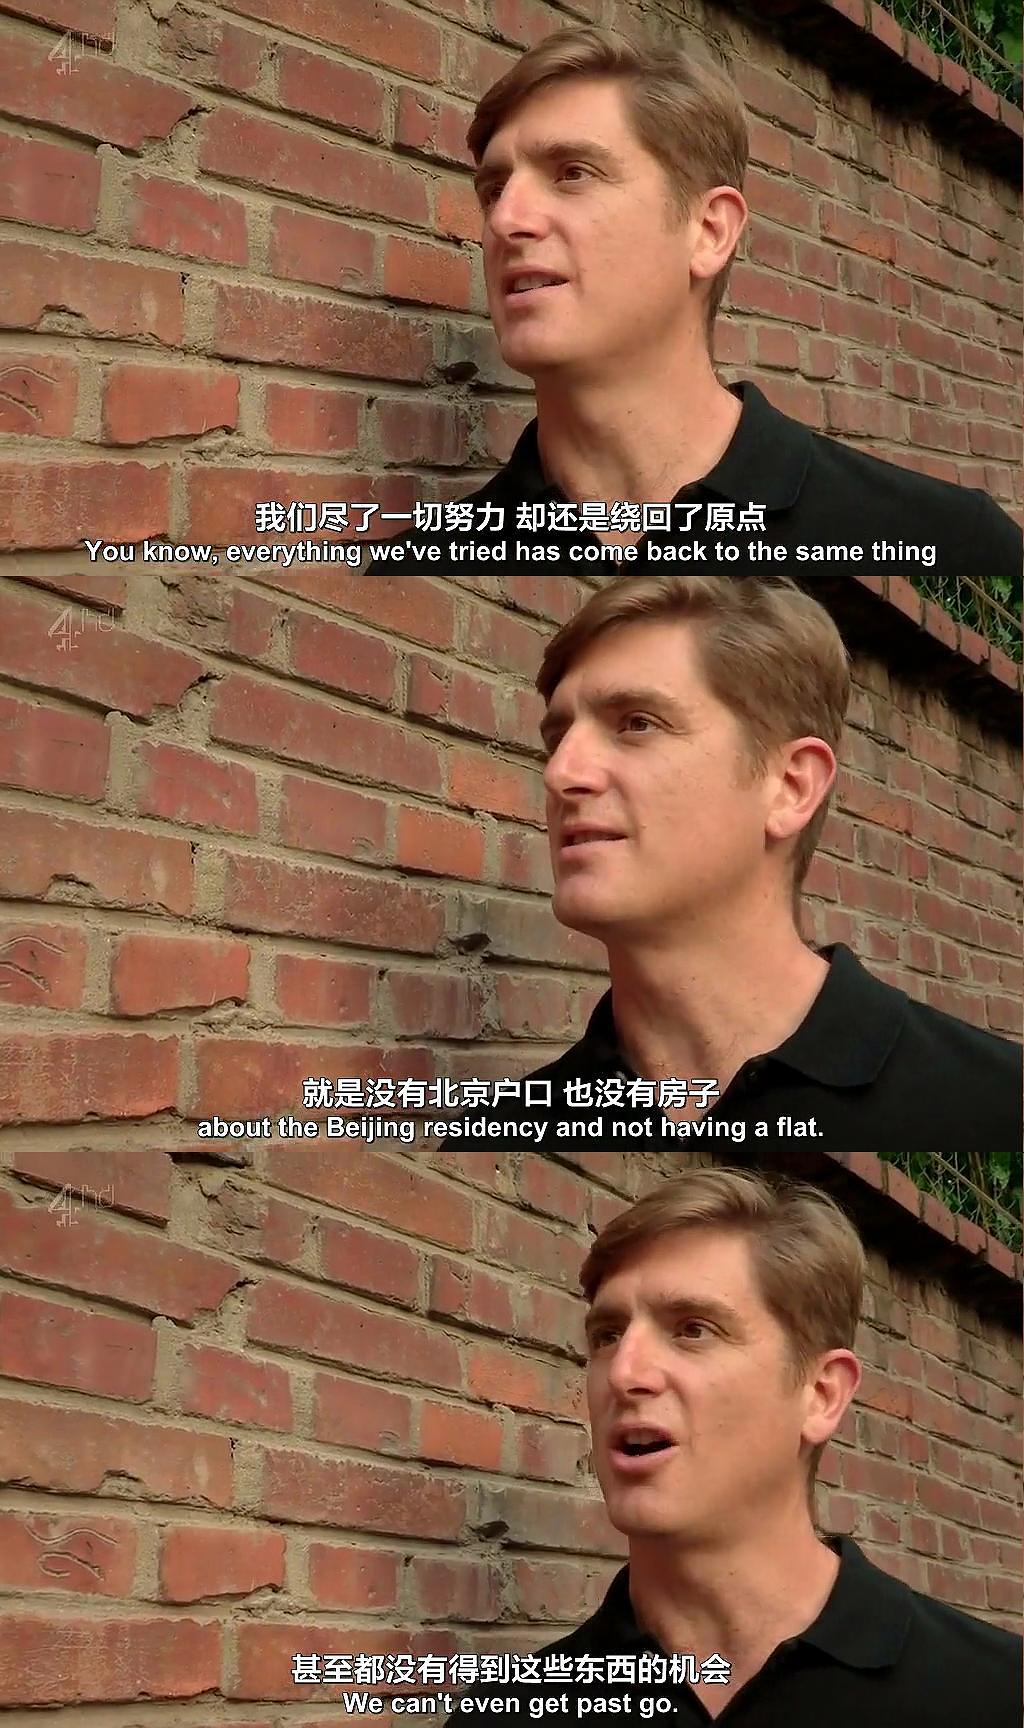 4hd
我们尽了一切努力 却还是绕回了原点
You know, everything we've tried has come back to the same thing
4hd
就是没有北京户口 也没有房子
about the Beijing residency and not having a flat.
4hd
甚至都没有得到这些东西的机会
We can't even get past go.